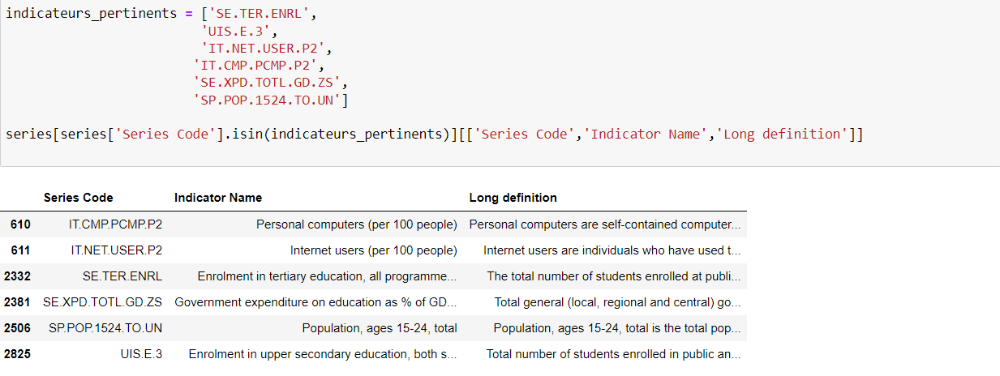 indicateurs_pertinents = ['SE.TER.ENRL',
'UIS.E.3',
'IT.NET.USER.P2',
'IT.CMP.PCMP.P2',
'SE.XPD.TOTL.GD.ZS',
'SP.POP.1524.TO.UN']
series[series['Series Code'].isin(indicateurs_pertinents)][['Series Code','Indicator Name','Long definition']]
Series Code Indicator Name Long definition
610 IT.CMP.PCMP.P2 Personal computers (per 100 people) Personal computers are self-contained computer...
611 IT.NET.USER.P2 Internet users (per 100 people) Internet users are individuals who have used t...
2332 SE.TER.ENRL Enrolment in tertiary education, all programme... The total number of students enrolled at publi...
2381 SE.XPD.TOTL.GD.ZS Government expenditure on education as % of GD... Total general (local, regional and central) go...
2506 SP.POP.1524.TO.UN Population, ages 15-24, total Population, ages 15-24, total is the total pop...
2825 UIS.E.3 Enrolment in upper secondary education, both s... Total number of students enrolled in public an...